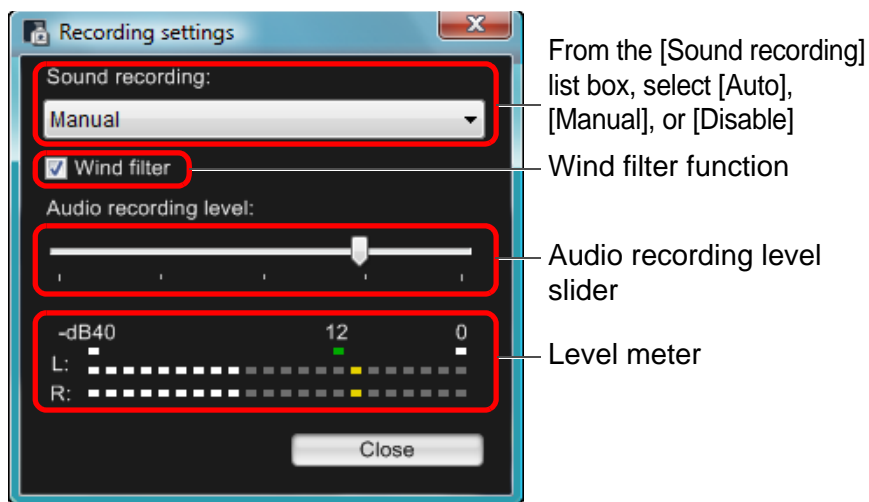 Recording settings
Sound recording:
Manual
Wind filter
Audio recording level:
-dB40 12 0
L:
R:
Close
From the [Sound recording]
list box, select [Auto],
[Manual], or [Disable]
Wind filter function
Audio recording level
slider
Level meter